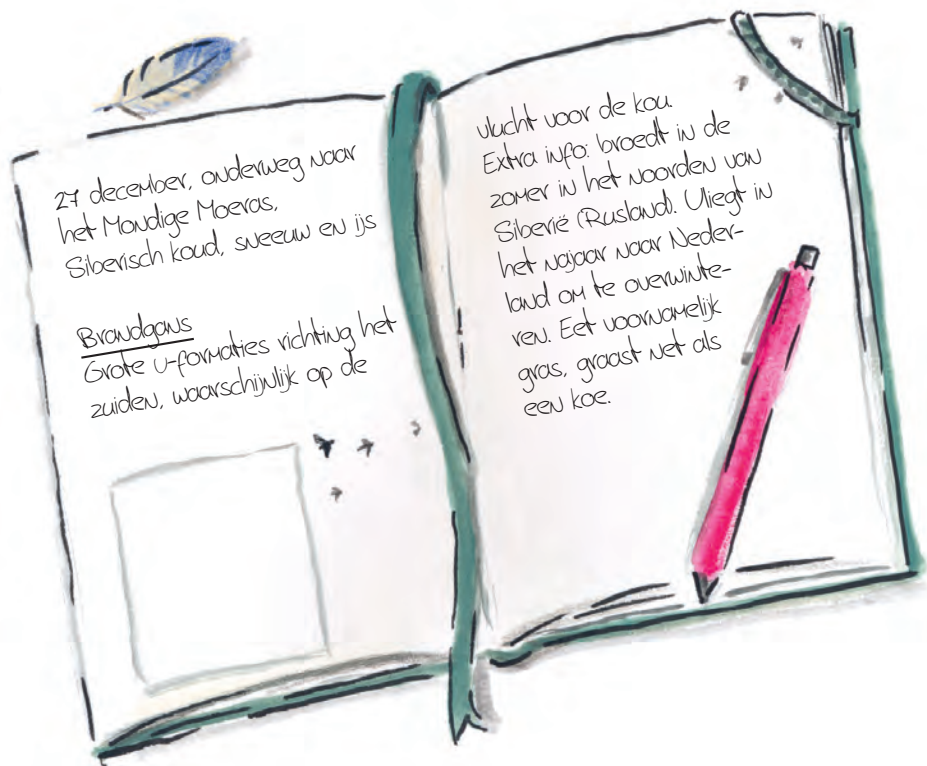 27 december, onderweg naar
het Mondige Moeras,
Siberisch koud, sneeuw en ijs
Brandgans
Grote U-formaties richting het
zuiden, waarschijnlijk op de
vlucht voor de kou.
Extra info: broedt in de
zomer in het noorden van
Siberië (Rusland). Vliegt in
het najaar naar Neder-
land om te overwinte-
ren. Eet voornamelijk
gras, graast net als
een koe.